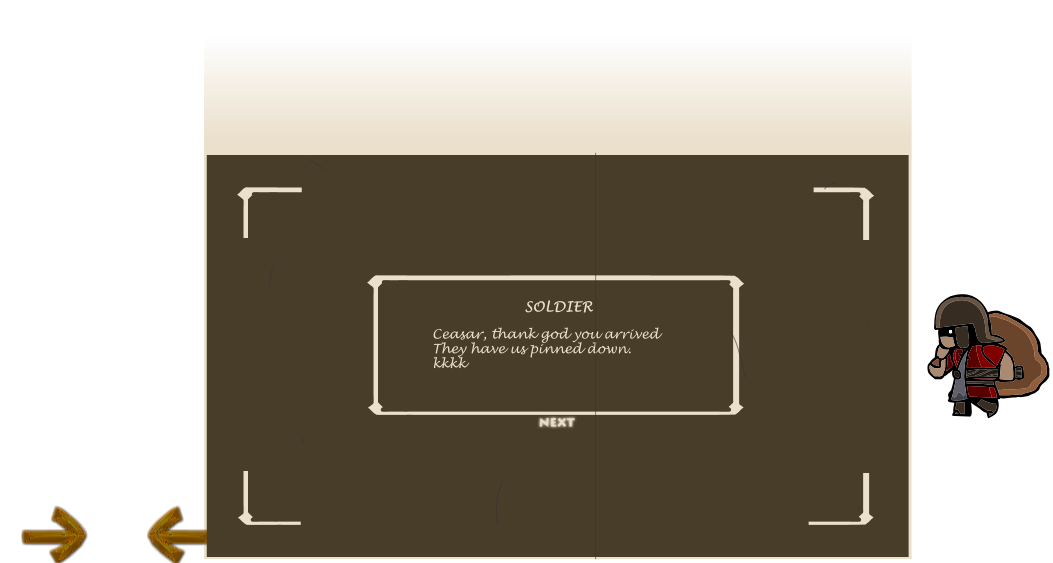 SOLDIER
Ceasar, thank god you arrived
They have us pinned down.
kkkk
NEXT